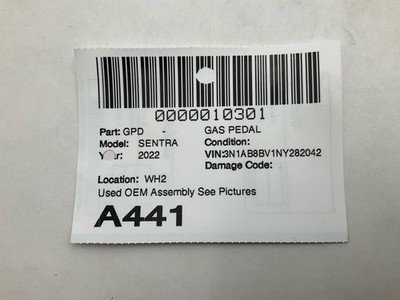 0000010301
Part: GPD - GAS PEDAL
Model: SENTRA Condition:
Year: 2022 VIN:3N1AB8BV1NY282042
Damage Code:
Location: WH2
Used OEM Assembly See Pictures
A441